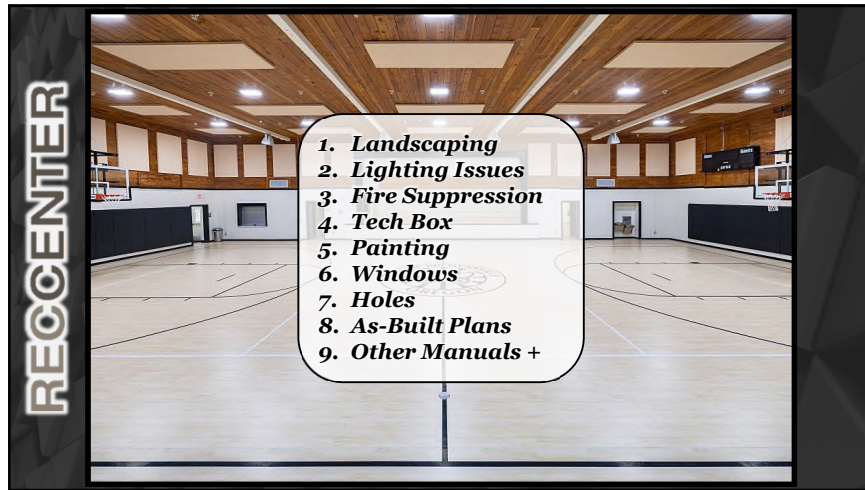 RECCENTER
1. Landscaping
2. Lighting Issues
3. Fire Suppression
4. Tech Box
5. Painting
6. Windows
7. Holes
8. As-Built Plans
9. Other Manuals +